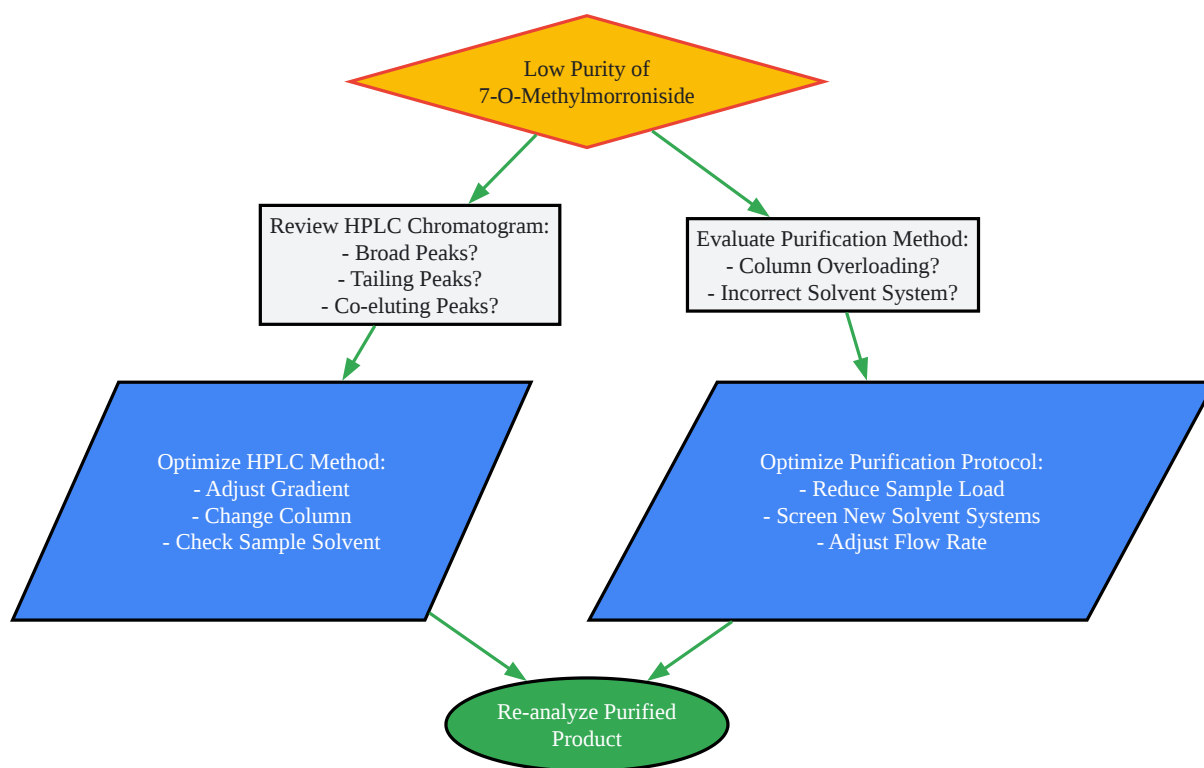 Low Purity of
7-O-Methylmorroniside
Review HPLC Chromatogram:
- Broad Peaks?
- Tailing Peaks?
- Co-eluting Peaks?
Evaluate Purification Method:
- Column Overloading?
- Incorrect Solvent System?
Optimize HPLC Method:
- Adjust Gradient
- Change Column
- Check Sample Solvent
Optimize Purification Protocol:
- Reduce Sample Load
- Screen New Solvent Systems
- Adjust Flow Rate
Re-analyze Purified
Product